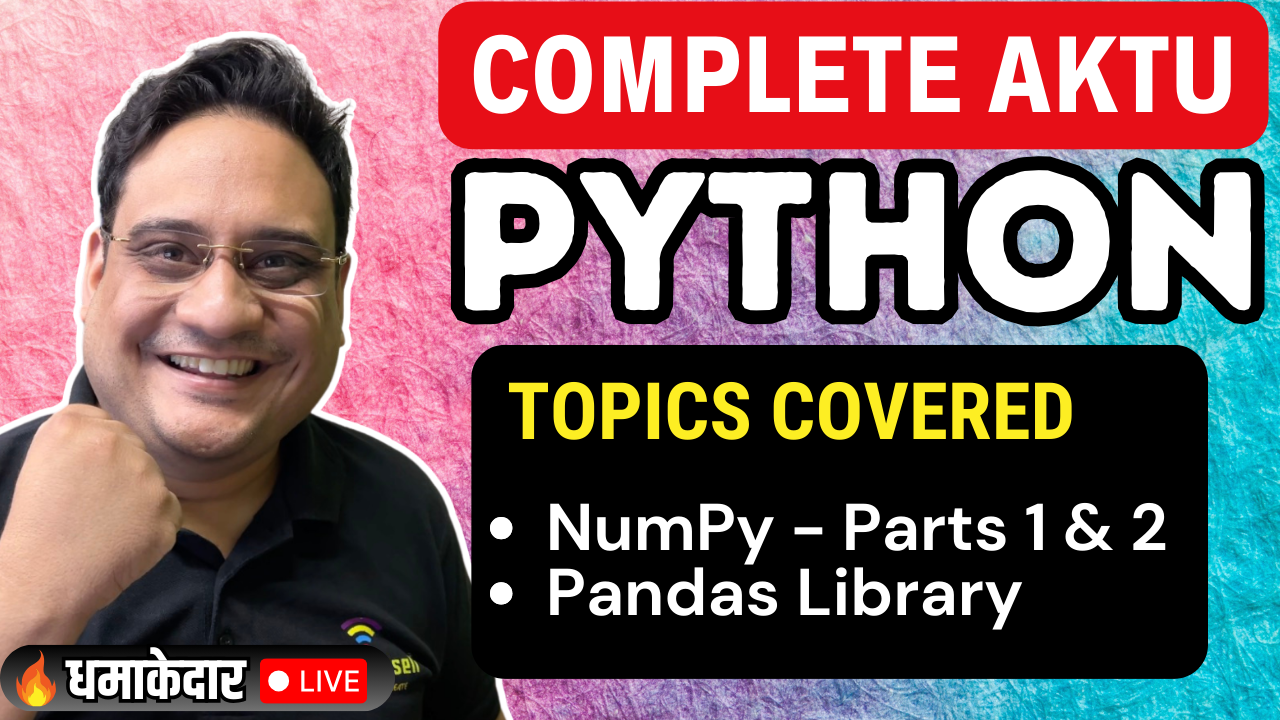 COMPLETE AKTU
PYTHON
TOPICS COVERED
• NumPy - Parts 1 & 2
• Pandas Library
धमाकेदार
LIVE